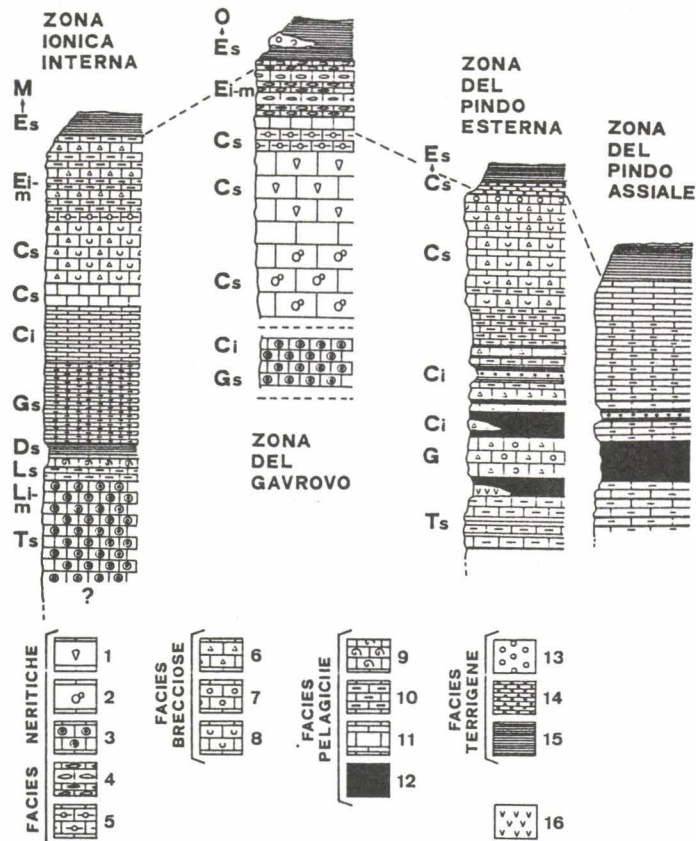 ZONA
IONICA
INTERNA
M
Es
Ei-
m
Cs
Cs
Ci
Gs
Ds
Ls
Li-
m
Ts
?
O
Es
Ei-m
Cs
Cs
Cs
Ci
Gs
ZONA
DEL
GAVROVO
ZONA
DEL
PINDO
ESTERNA
Es
Cs
Cs
Ci
Ci
G
Ts
ZONA
DEL
PINDO
ASSIALE
FACIES NERITICHE
1
2
3
4
5
FACIES
BRECCIOSE
6
7
8
FACIES
PELAGICHE
9
10
11
12
FACIES
TERRIGENE
13
14
15
16